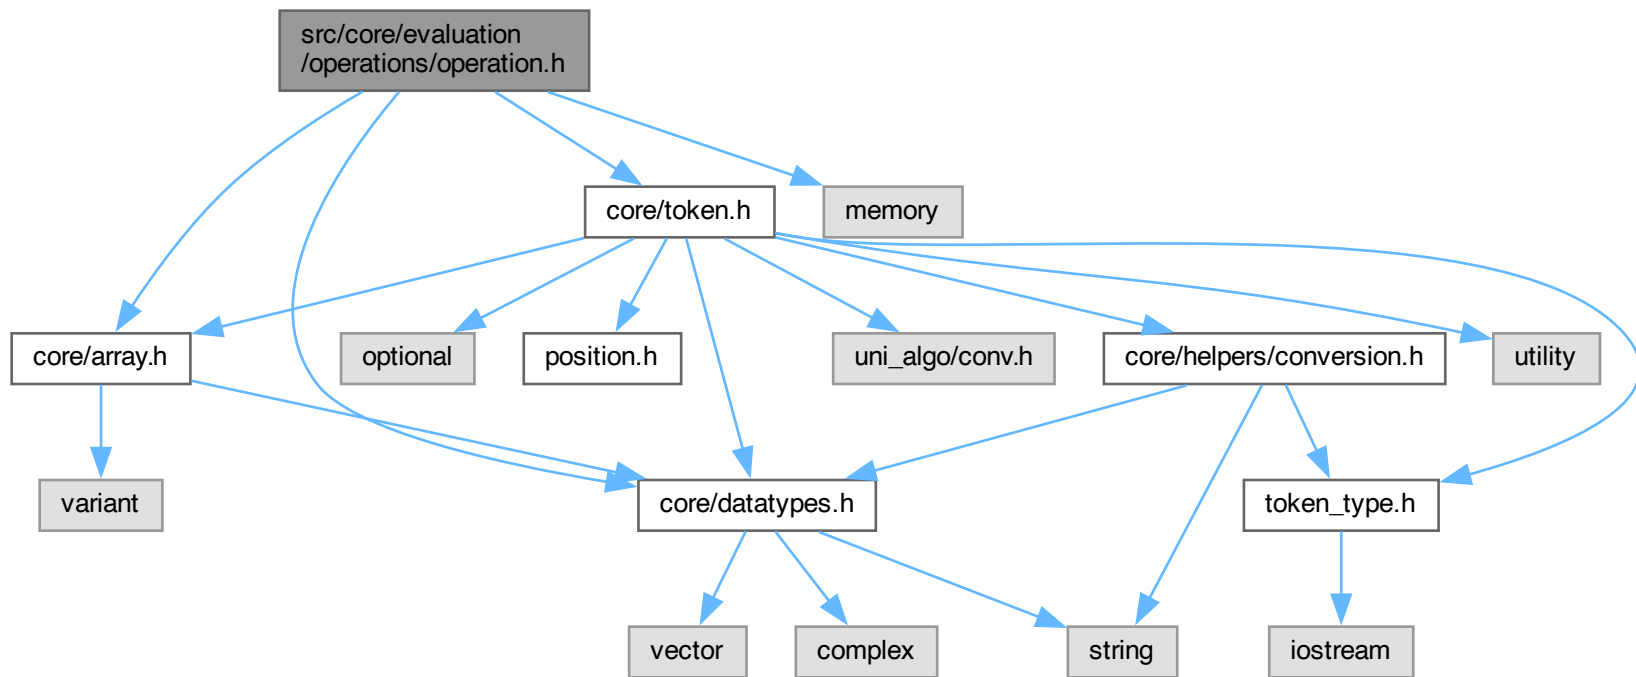 src/core/evaluation
/operations/operation.h
core/token.h
memory
core/array.h
optional
position.h
uni_algo/conv.h
core/helpers/conversion.h
utility
variant
core/datatypes.h
token_type.h
vector
complex
string
iostream